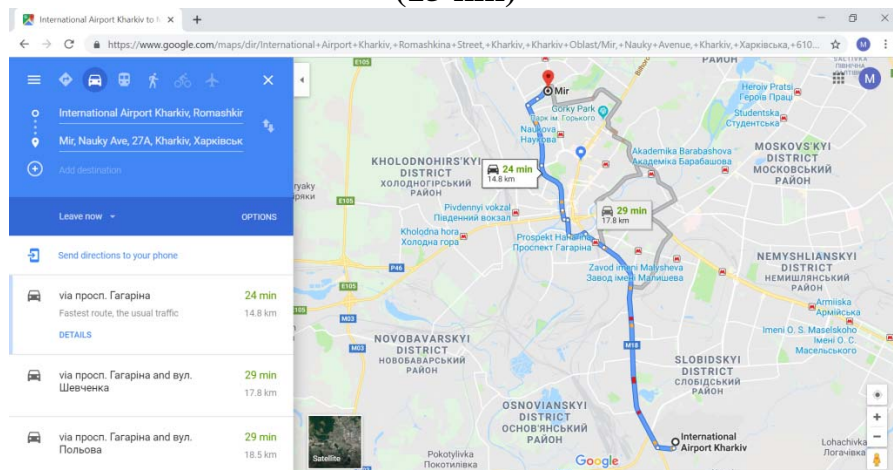 International Airport Kharkiv to M
https://www.google.com/maps/dir/International+Airport+Kharkiv,+Romashkina+Street,+Kharkiv,+Kharkiv+Oblast/Mir,+Nauky+Avenue,+Kharkiv,+Харківська,+610...
M
International Airport Kharkiv, Romashkir
Mir, Nauky Ave, 27A, Kharkiv, Харківськ
Add destination
Leave now
OPTIONS
Send directions to your phone
via просп. Гагаріна
24 min
Fastest route, the usual traffic
14.8 km
DETAILS
via просп. Гагаріна and вул.
Шевченка
29 min
17.8 km
via просп. Гагаріна and вул.
Польова
29 min
18.5 km
E105
РАЙОН
M
Mir
Gorky Park
Парк ім. Горького
Heroiv Pratsi
Героїв Праці
Studentska
Студентська
Naukova
Наукова
Akademika Barabashova
Академіка Барабашова
MOSKOVS'KYI
DISTRICT
МОСКОВСЬКИЙ
РАЙОН
KHOLODNOHIRS'KYI
DISTRICT
ХОЛОДНОГІРСЬКИЙ
РАЙОН
24 min
14.8 km
29 min
17.8 km
E105
Pivdennyi vokzal
Південний вокзал
Kholodna hora
Холодна гора
Prospekt Haharina
Проспект Гагаріна
P46
Zavod imeni Malysheva
Завод імені Малишева
NEMYSHLIANSKYI
DISTRICT
НЕМИШЛЯНСЬКИЙ
РАЙОН
E105
M03
Armiiska
Армійська
Imeni O. S. Maselskoho
Імені О. С.
Масельського
M03
NOVOBAVARSKYI
DISTRICT
НОВОБАВАРСЬКИЙ
РАЙОН
M18
SLOBIDSKYI
DISTRICT
СЛОБІДСЬКИЙ
РАЙОН
OSNOVIANSKYI
DISTRICT
ОСНОВ'ЯНСЬКИЙ
РАЙОН
International
Airport Kharkiv
Lohachivka
Логачівка
Pokotylivka
Покотилівка
Satellite
Google